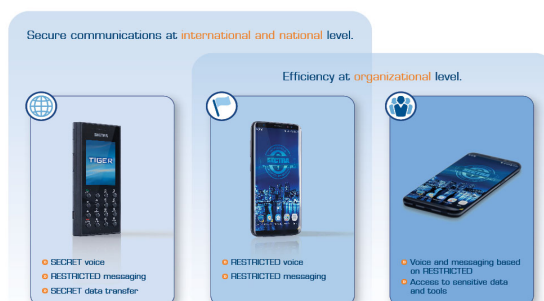 Secure communications at international and national level.
Efficiency at organizational level.
SECTRA
TIGER
SECRET voice
RESTRICTED messaging
SECRET data transfer
RESTRICTED voice
RESTRICTED messaging
Voice and messaging based
on RESTRICTED
Access to sensitive data
and tools